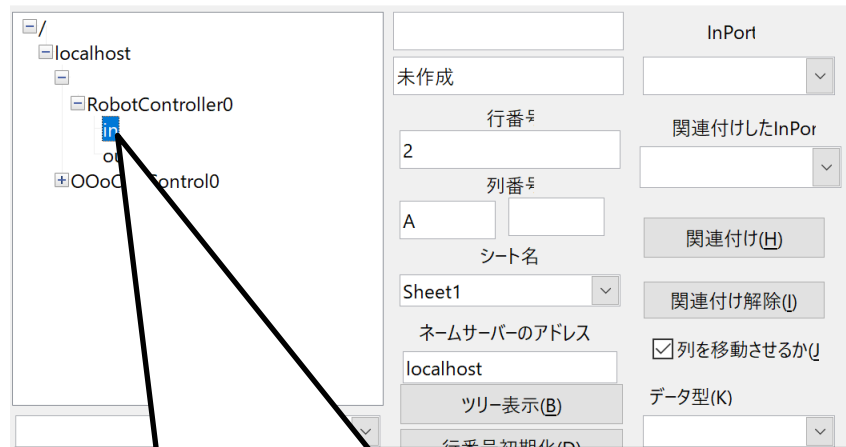 /
localhost
RobotController0
in
OOoC ontrol0
未作成
行番号
2
列番号
A
シート名
Sheet1
ネームサーバーのアドレス
localhost
ツリー表示(B)
InPort
関連付けしたInPor
関連付け(H)
関連付け解除(I)
列を移動させるか(J
データ型(K)